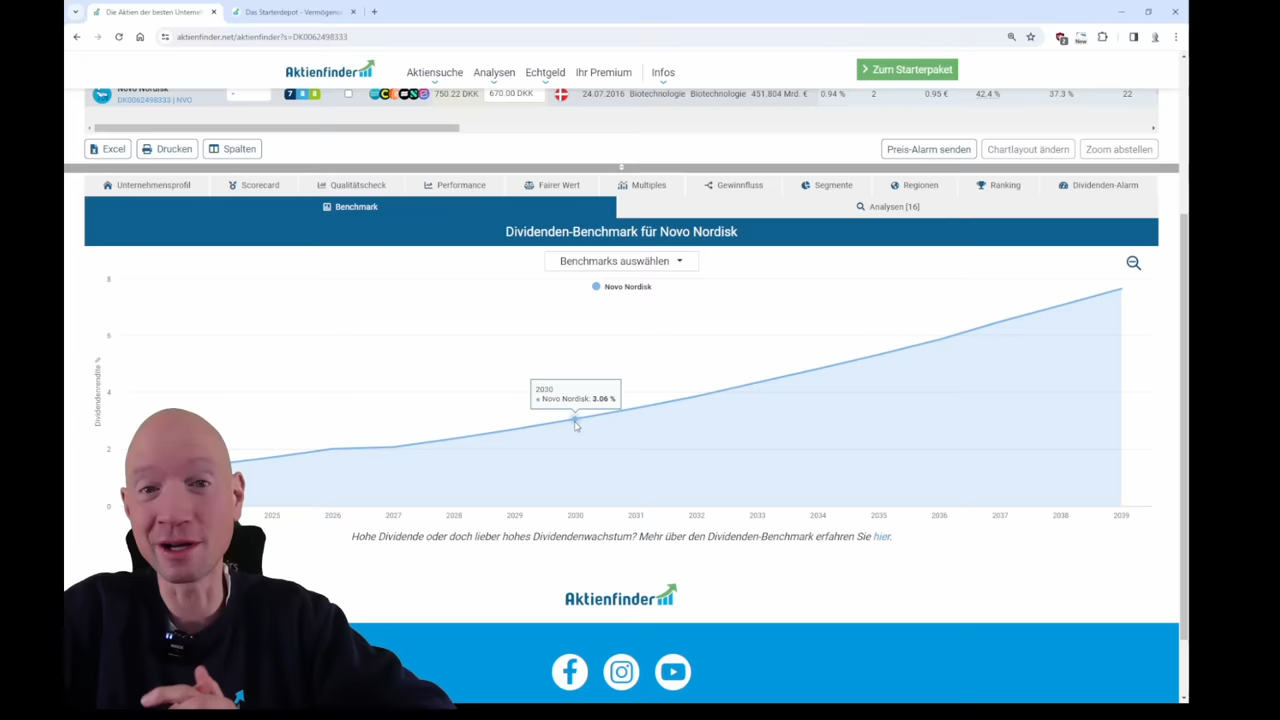 Die Aktien der besten Unterne
Das Starterdepot - Vermögens
aktienfinder.net/aktienfinder?s=DK0062498333
New
Aktienfinder
Aktiensuche
Analysen
Echtgeld
Ihr Premium
Infos
Zum Starterpaket
Novo Nordisk
DK0062498333 | NVO
-
7 8 8
750.22 DKK
670.00 DKK
24.07.2016
Biotechnologie
Biotechnologie
451.804 Mrd. €
0.94 %
2
0.95 €
42.4 %
37.3 %
22
Excel
Drucken
Spalten
Preis-Alarm senden
Chartlayout ändern
Zoom abstellen
Unternehmensprofil
Scorecard
Qualitätscheck
Performance
Fairer Wert
Multiples
Gewinnfluss
Segmente
Regionen
Ranking
Dividenden-Alarm
Benchmark
Analysen [16]
Dividenden-Benchmark für Novo Nordisk
Benchmarks auswählen
Novo Nordisk
8
6
4
2
0
Dividendenrendite %
2030
Novo Nordisk: 3.06 %
2025 2026 2027 2028 2029 2030 2031 2032 2033 2034 2035 2036 2037 2038 2039
Hohe Dividende oder doch lieber hohes Dividendenwachstum? Mehr über den Dividenden-Benchmark erfahren Sie hier.
Aktienfinder